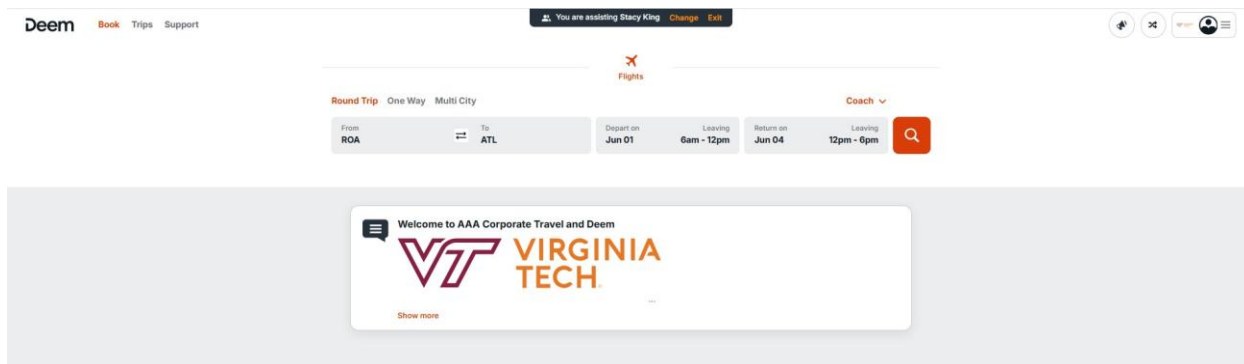 Deem Book Trips Support
You are assisting Stacy King Change Exit
Flights
Round Trip One Way Multi City Coach
From To Depart on Leaving Return on Leaving
ROA ATL Jun 01 6am - 12pm Jun 04 12pm - 6pm
Welcome to AAA Corporate Travel and Deem
VT VIRGINIA
TECH.
Show more